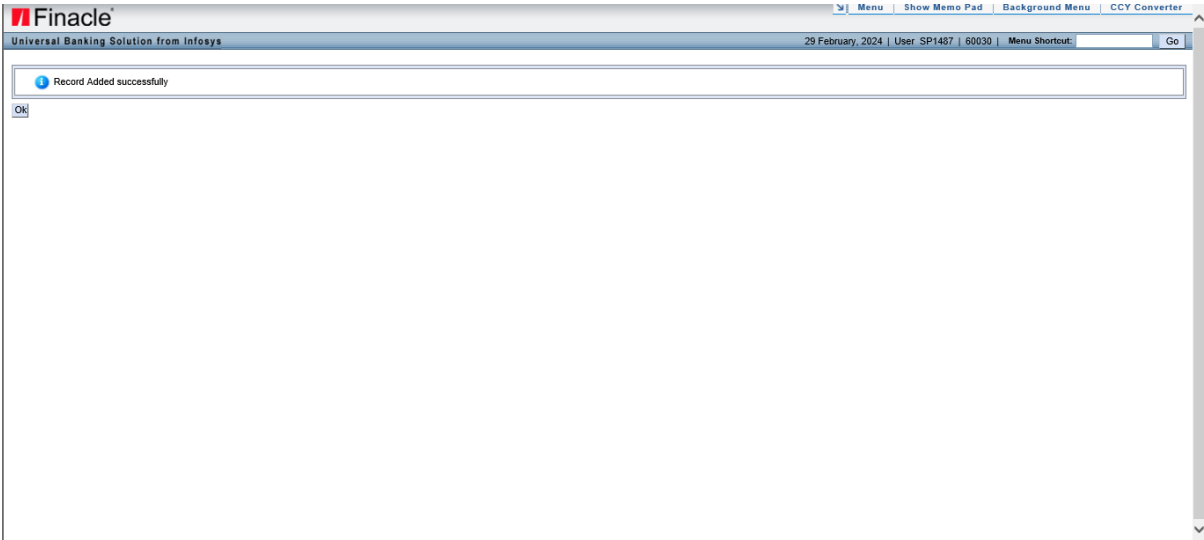 Finacle
Menu | Show Memo Pad | Background Menu | CCY Converter
Universal Banking Solution from Infosys
29 February, 2024 | User SP1487 | 60030 | Menu Shortcut: Go
Record Added successfully
Ok